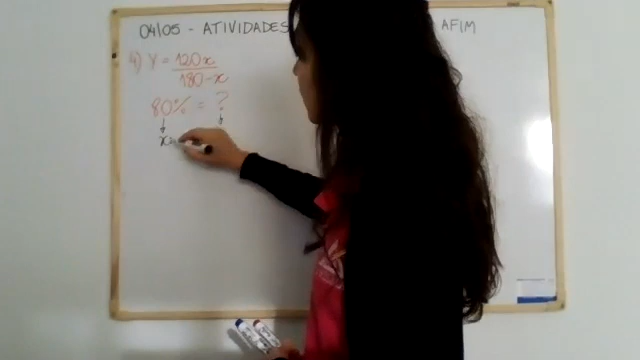 04/05 - ATIVIDADES AFIM
4) Y = 120x
180-x
80% = ?
x=